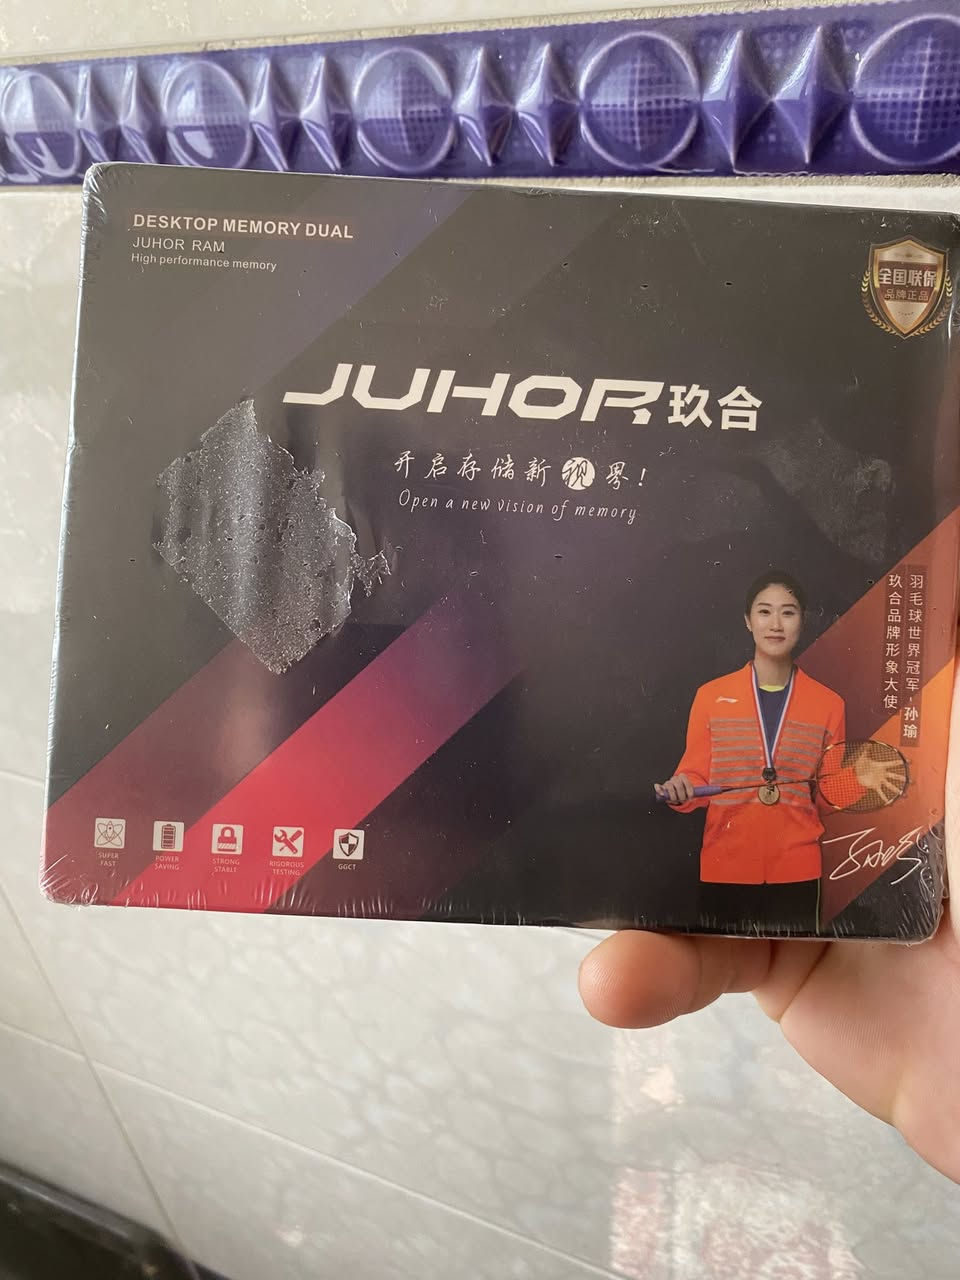 DESKTOP MEMORY DUAL
JUHOR RAM
High performance memory
全国联保
品牌正品
JUHOR玖合
开启存储新视界!
Open a new vision of memory
羽毛球世界冠军,孙瑜
玖合品牌形象大使
SUPER
FAST
POWER
SAVING
STRONG
STABLE
RIGOROUS
TESTING
GGCT